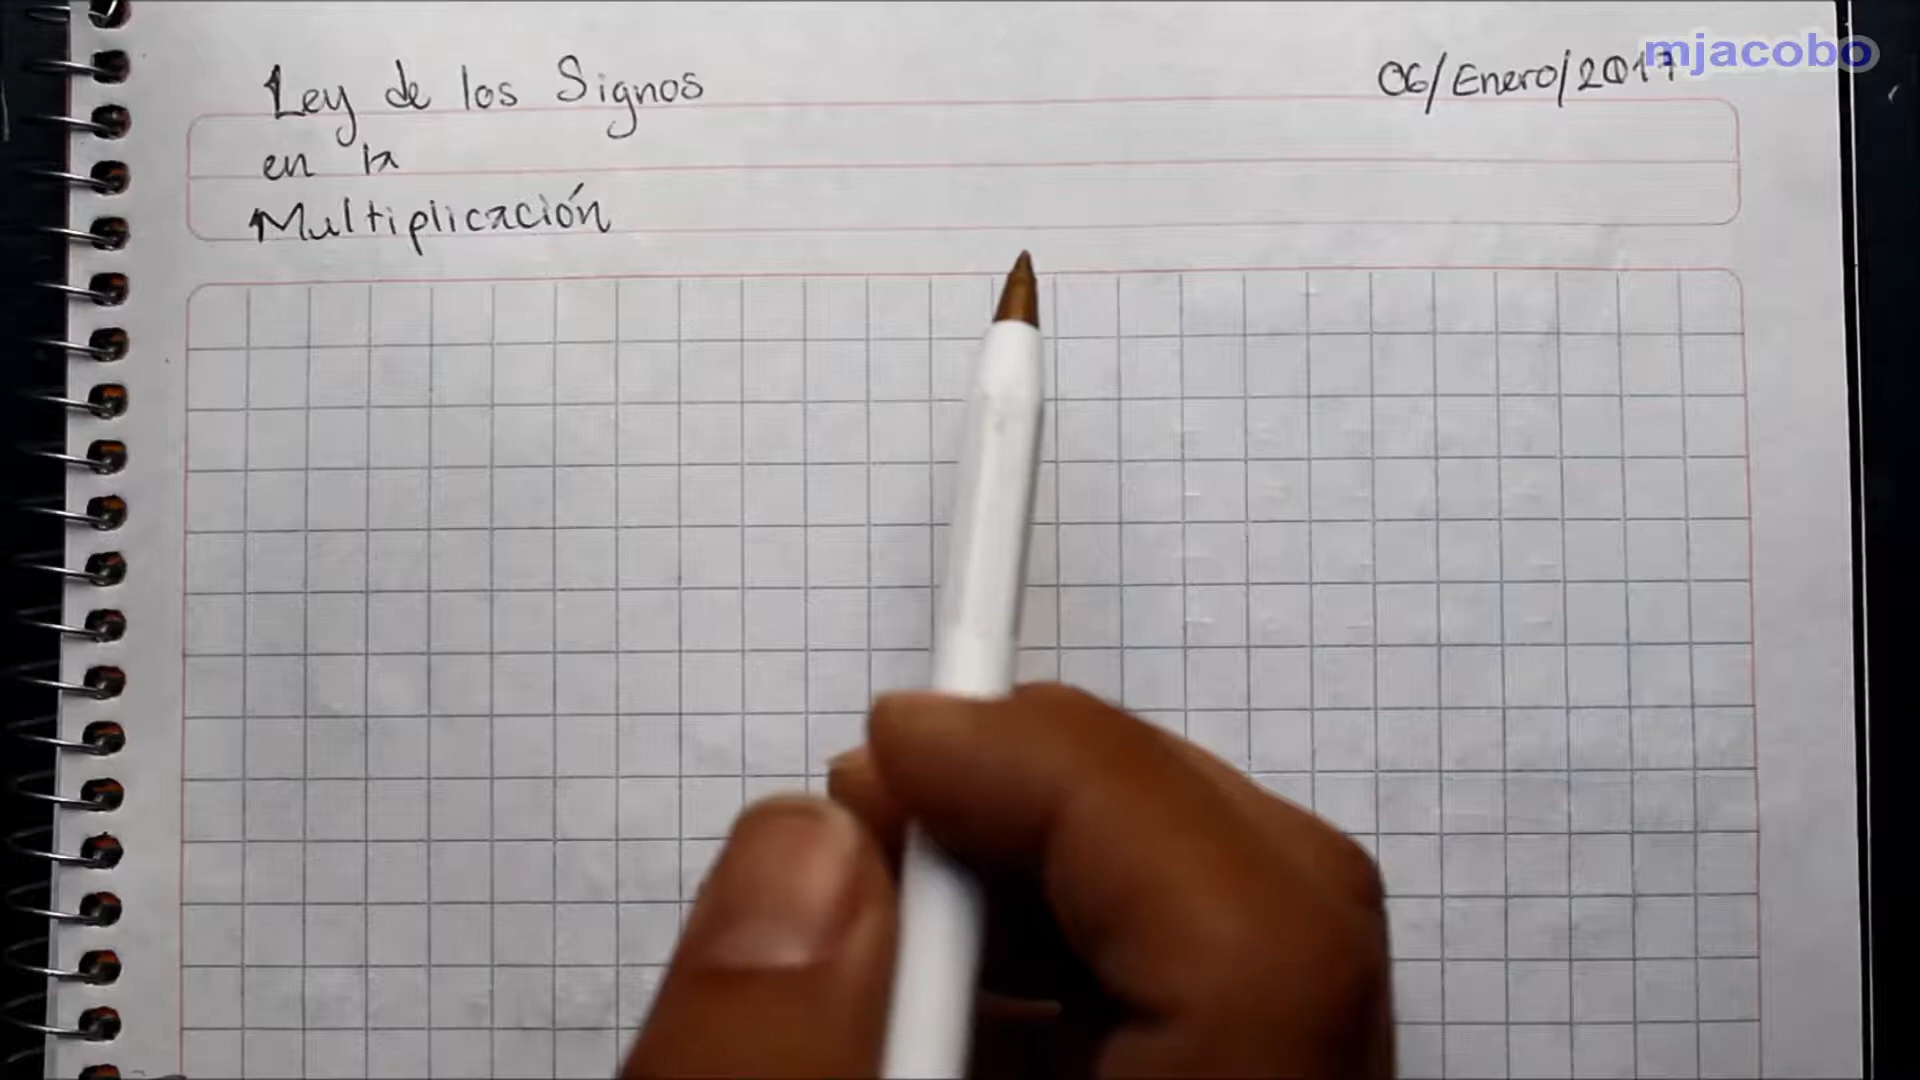 Ley de los Signos
en la
Multiplicación
06/Enero/2017
mjacobo